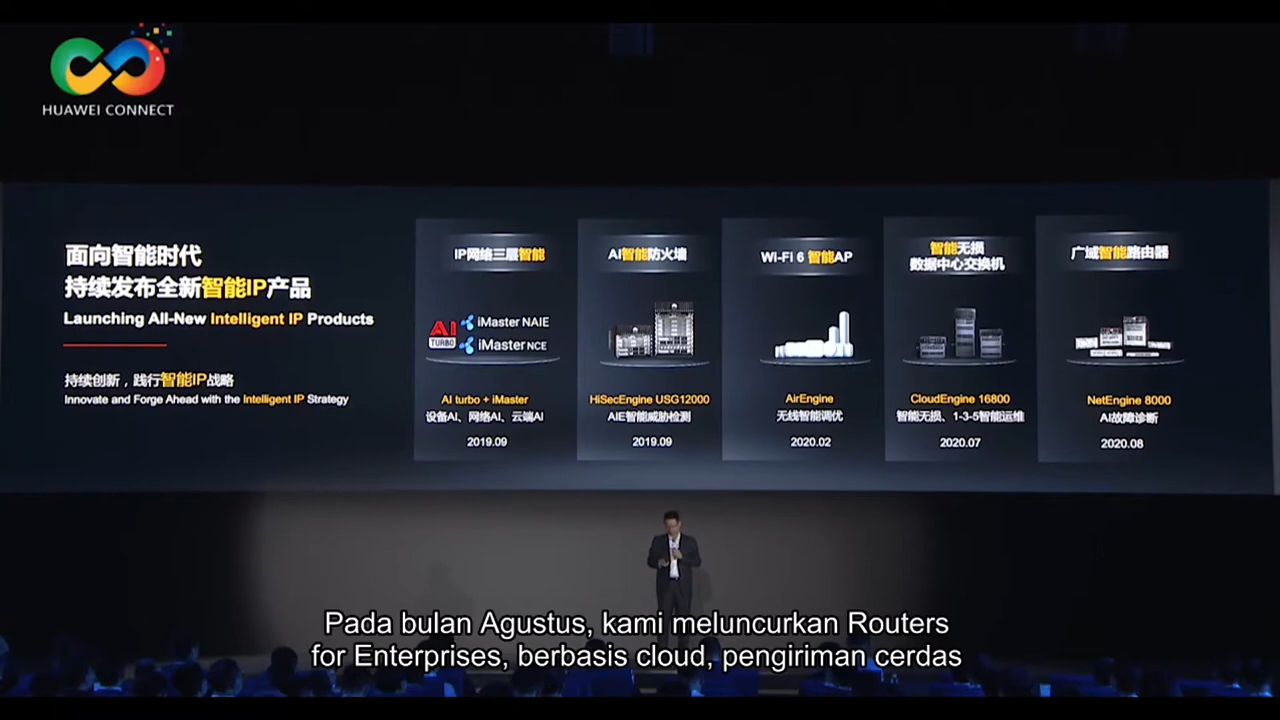 HUAWEI CONNECT
面向智能时代
持续发布全新智能IP产品
Launching All-New Intelligent IP Products
持续创新，践行智能IP战略
Innovate and Forge Ahead with the Intelligent IP Strategy
IP网络三层智能
AI TURBO
iMaster NAIE
iMaster NCE
AI turbo + iMaster
设备AI、网络AI、云端AI
2019.09
AI智能防火墙
HiSecEngine USG12000
AIE智能威胁检测
2019.09
Wi-Fi 6 智能AP
AirEngine
无线智能调优
2020.02
智能无损
数据中心交换机
CloudEngine 16800
智能无损、1-3-5智能运维
2020.07
广域智能路由器
NetEngine 8000
AI故障诊断
2020.08
Pada bulan Agustus, kami meluncurkan Routers
for Enterprises, berbasis cloud, pengiriman cerdas